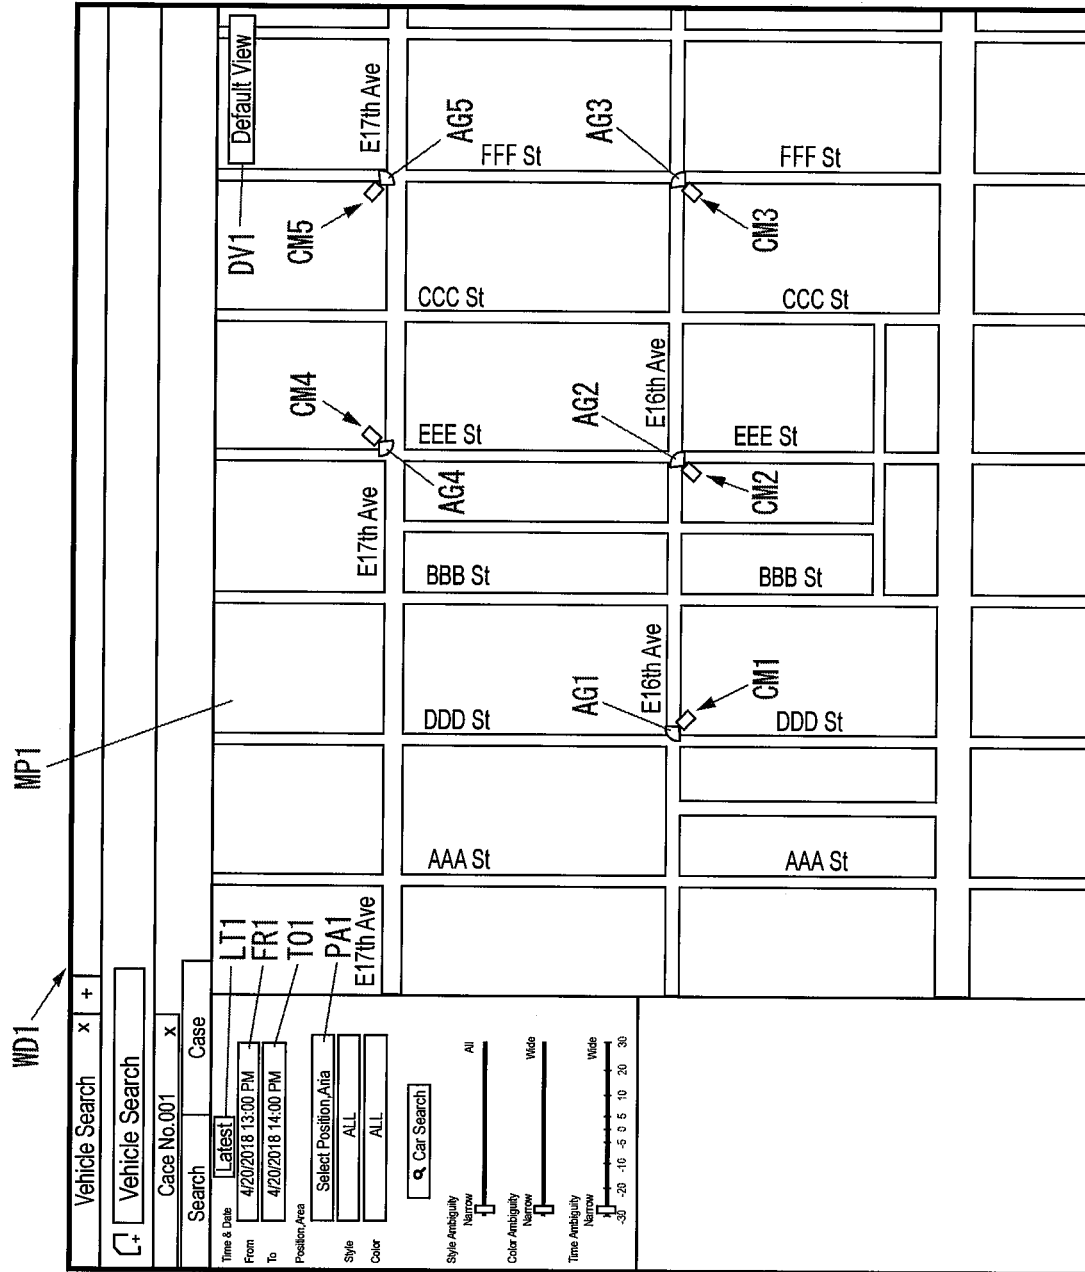 WD1
MP1
Vehicle Search x +
Vehicle Search
Cace No.001 x
Search Case
Time & Date Latest LT1
From 4/20/2018 13:00 PM FR1
To 4/20/2018 14:00 PM TO1
Position,Area
Select Position,Aria PA1
Style ALL
Color ALL
Car Search
Style Ambiguity
Narrow All
Color Ambiguity
Narrow Wide
Time Ambiguity
Narrow Wide
-30 -20 -10 -5 0 5 10 20 30
DV1 Default View
E17th Ave E17th Ave E17th Ave
CM4 CM5
AG4 AG5
AAA St DDD St BBB St EEE St CCC St FFF St
AG1 AG2 AG3
E16th Ave E16th Ave
CM1 CM2 CM3
AAA St DDD St BBB St EEE St CCC St FFF St